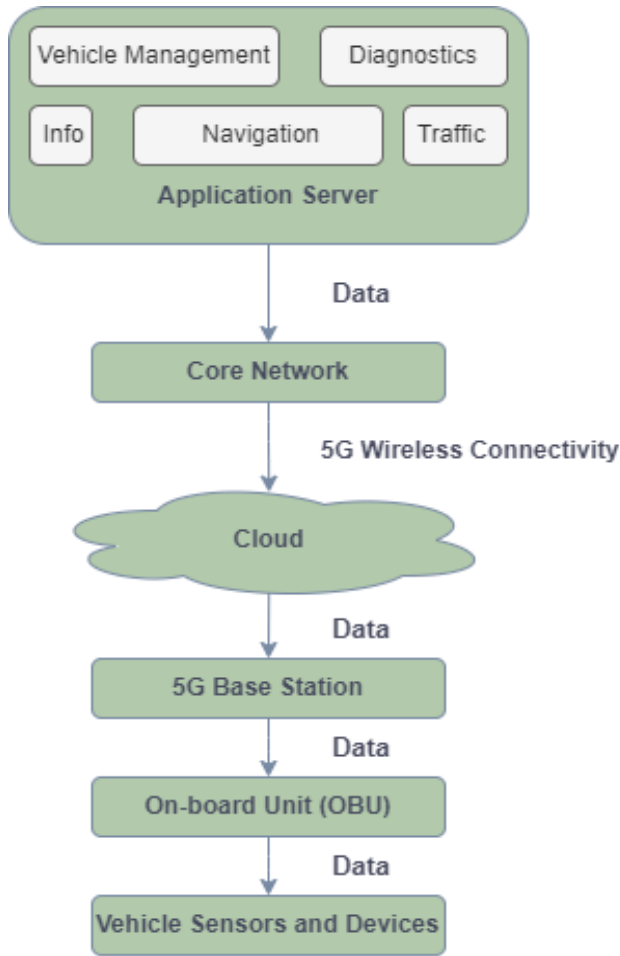 Vehicle Management
Diagnostics
Info
Navigation
Traffic
Application Server
Data
Core Network
5G Wireless Connectivity
Cloud
Data
5G Base Station
Data
On-board Unit (OBU)
Data
Vehicle Sensors and Devices